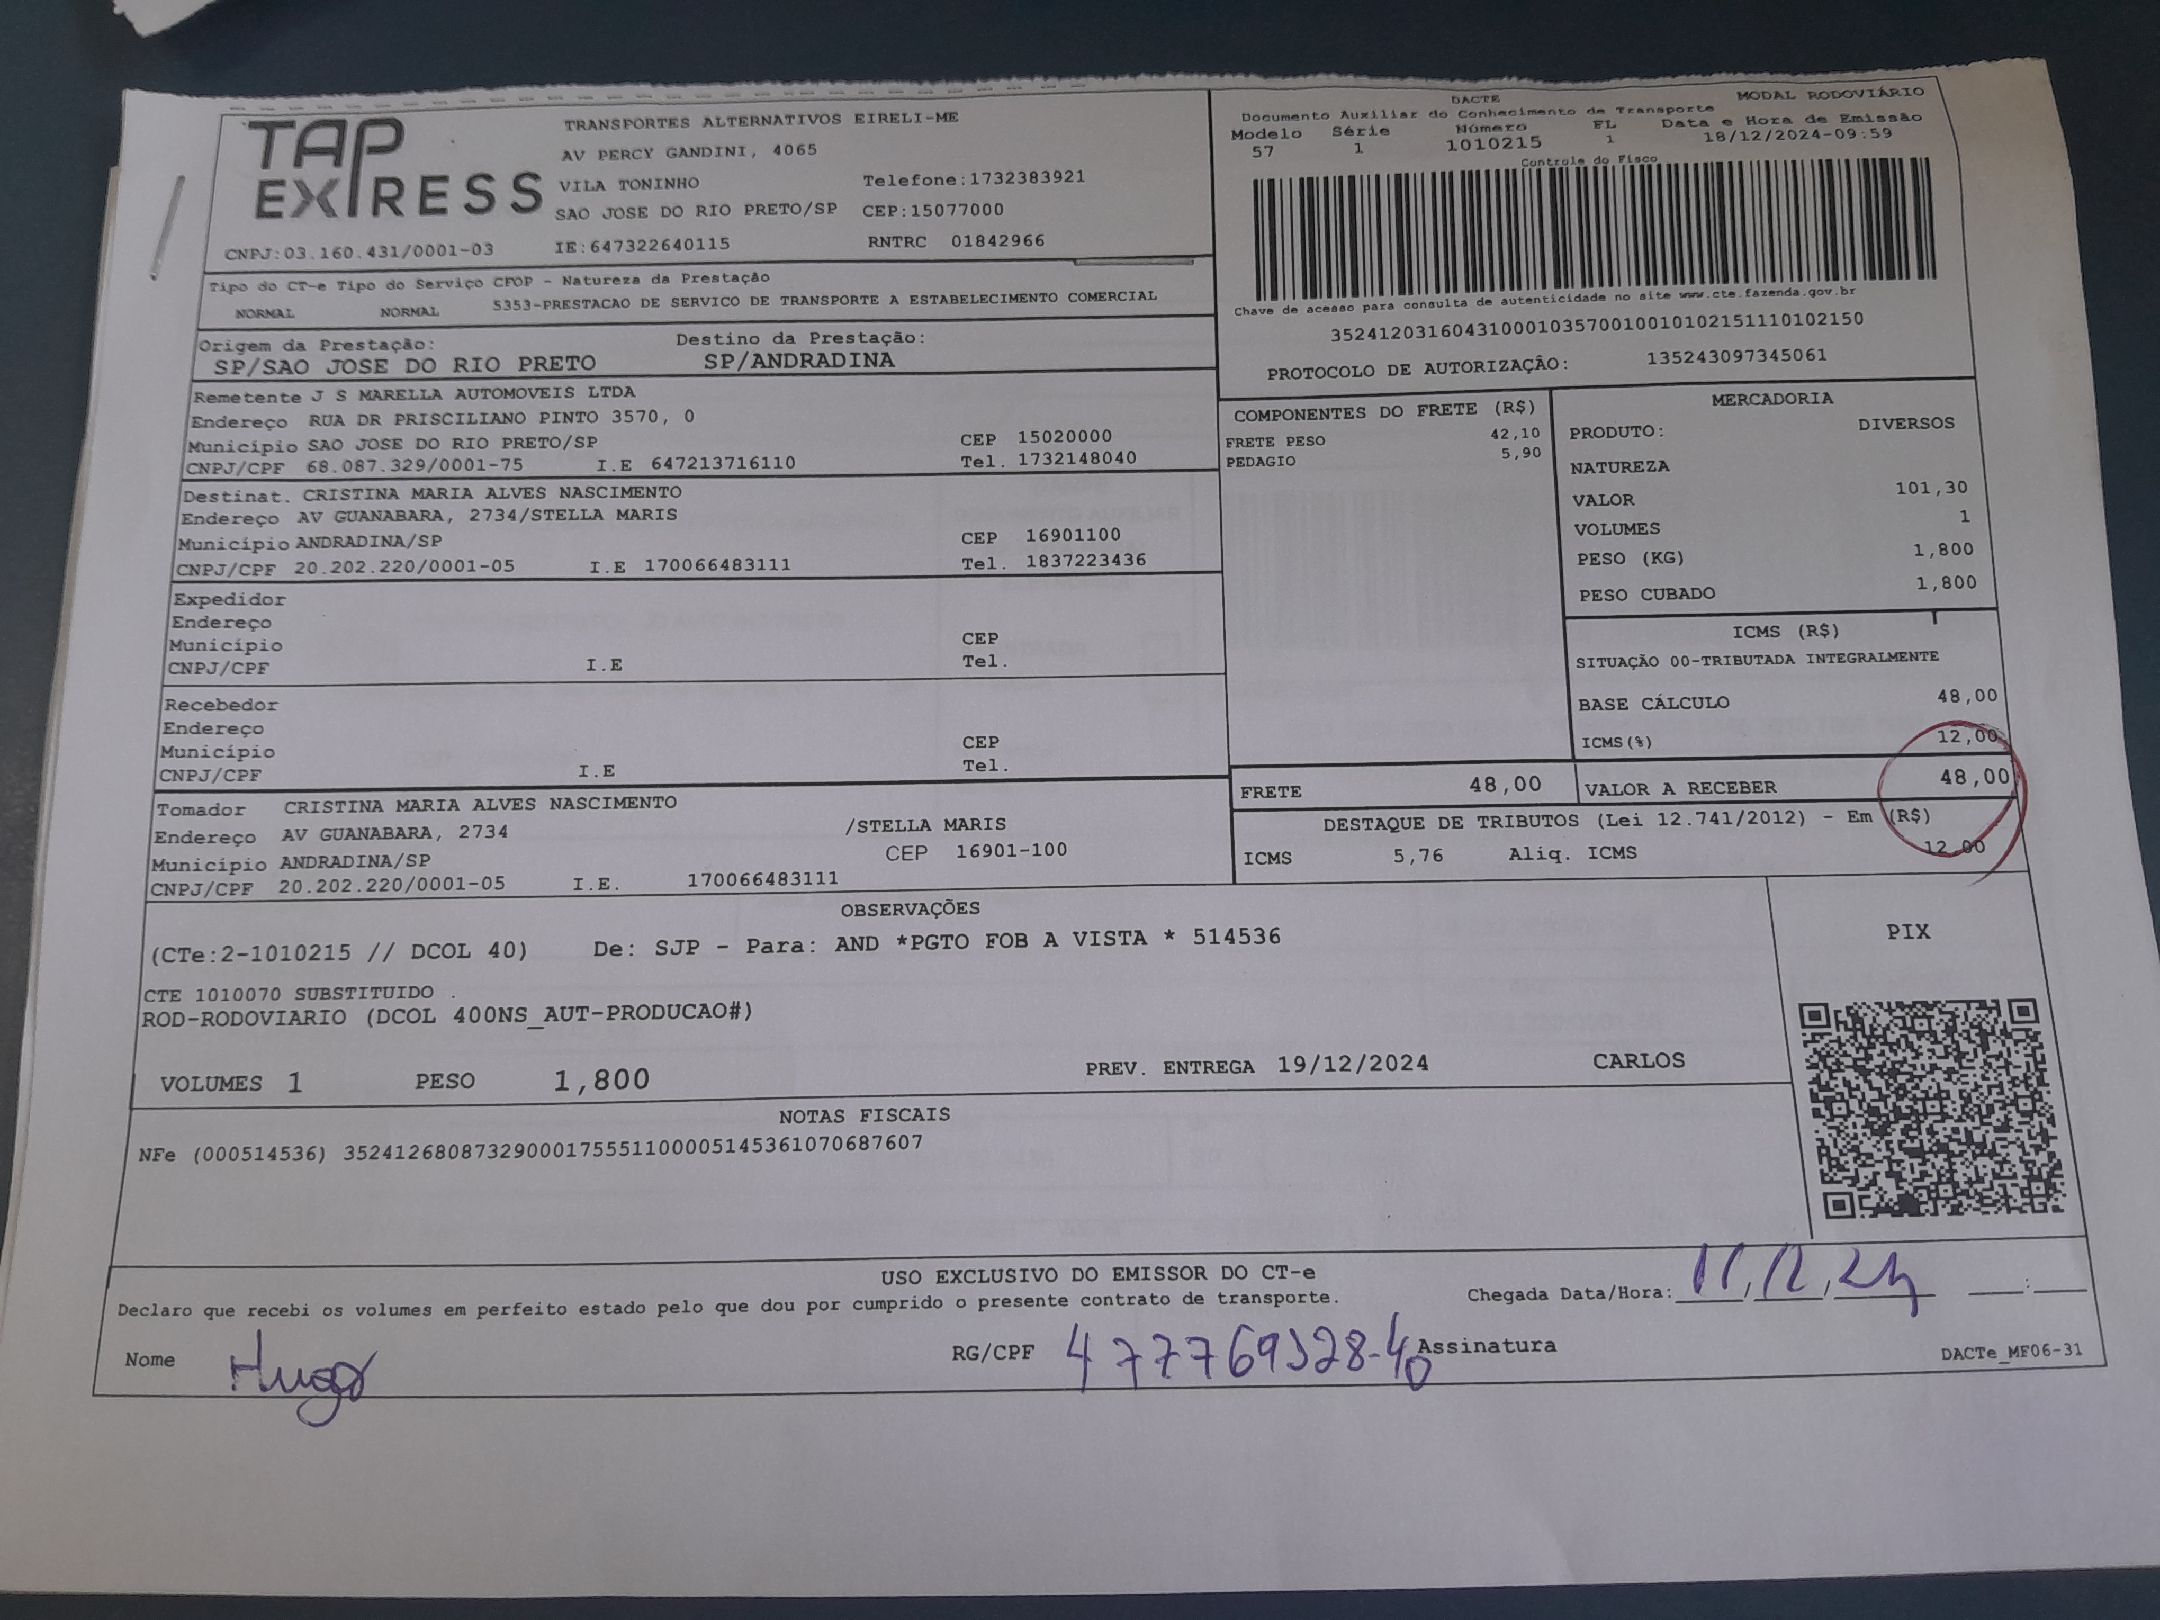 TAP EXPRESS
TRANSPORTES ALTERNATIVOS EIRELI-ME
AV PERCY GANDINI, 4065
VILA TONINHO Telefone:1732383921
SAO JOSE DO RIO PRETO/SP CEP:15077000
CNPJ:03.160.431/0001-03 IE:647322640115 RNTRC 01842966
DACTE MODAL RODOVIÁRIO
Documento Auxiliar do Conhecimento de Transporte
Modelo Série Número FL Data e Hora de Emissão
57 1 1010215 1 18/12/2024-09:59
Controle do Fisco
Chave de acesso para consulta de autenticidade no site www.cte.fazenda.gov.br
35241203160431000103570010010102151110102150
PROTOCOLO DE AUTORIZAÇÃO: 135243097345061
Tipo do CT-e Tipo do Serviço CFOP - Natureza da Prestação
NORMAL NORMAL 5353-PRESTACAO DE SERVICO DE TRANSPORTE A ESTABELECIMENTO COMERCIAL
Origem da Prestação: Destino da Prestação:
SP/SAO JOSE DO RIO PRETO SP/ANDRADINA
Remetente J S MARELLA AUTOMOVEIS LTDA
Endereço RUA DR PRISCILIANO PINTO 3570, 0
Município SAO JOSE DO RIO PRETO/SP CEP 15020000
CNPJ/CPF 68.087.329/0001-75 I.E 647213716110 Tel. 1732148040
Destinat. CRISTINA MARIA ALVES NASCIMENTO
Endereço AV GUANABARA, 2734/STELLA MARIS
Município ANDRADINA/SP CEP 16901100
CNPJ/CPF 20.202.220/0001-05 I.E 170066483111 Tel. 1837223436
Expedidor
Endereço
Município CEP
CNPJ/CPF I.E Tel.
Recebedor
Endereço
Município CEP
CNPJ/CPF I.E Tel.
Tomador CRISTINA MARIA ALVES NASCIMENTO
Endereço AV GUANABARA, 2734 /STELLA MARIS
Município ANDRADINA/SP CEP 16901-100
CNPJ/CPF 20.202.220/0001-05 I.E. 170066483111
COMPONENTES DO FRETE (R$)
FRETE PESO 42,10
PEDAGIO 5,90
MERCADORIA
PRODUTO: DIVERSOS
NATUREZA
VALOR 101,30
VOLUMES 1
PESO (KG) 1,800
PESO CUBADO 1,800
ICMS (R$)
SITUAÇÃO 00-TRIBUTADA INTEGRALMENTE
BASE CÁLCULO 48,00
ICMS(%) 12,00
FRETE 48,00 VALOR A RECEBER 48,00
DESTAQUE DE TRIBUTOS (Lei 12.741/2012) - Em (R$)
ICMS 5,76 Aliq. ICMS 12,00
OBSERVAÇÕES
(CTe:2-1010215 // DCOL 40) De: SJP - Para: AND *PGTO FOB A VISTA * 514536
CTE 1010070 SUBSTITUIDO .
ROD-RODOVIARIO (DCOL 400NS_AUT-PRODUCAO#)
VOLUMES 1 PESO 1,800 PREV. ENTREGA 19/12/2024 CARLOS
PIX
NOTAS FISCAIS
NFe (000514536) 35241268087329000175551100005145361070687607
USO EXCLUSIVO DO EMISSOR DO CT-e
Declaro que recebi os volumes em perfeito estado pelo que dou por cumprido o presente contrato de transporte. Chegada Data/Hora:
Nome Hugo RG/CPF Assinatura
DACTe_MF06-31